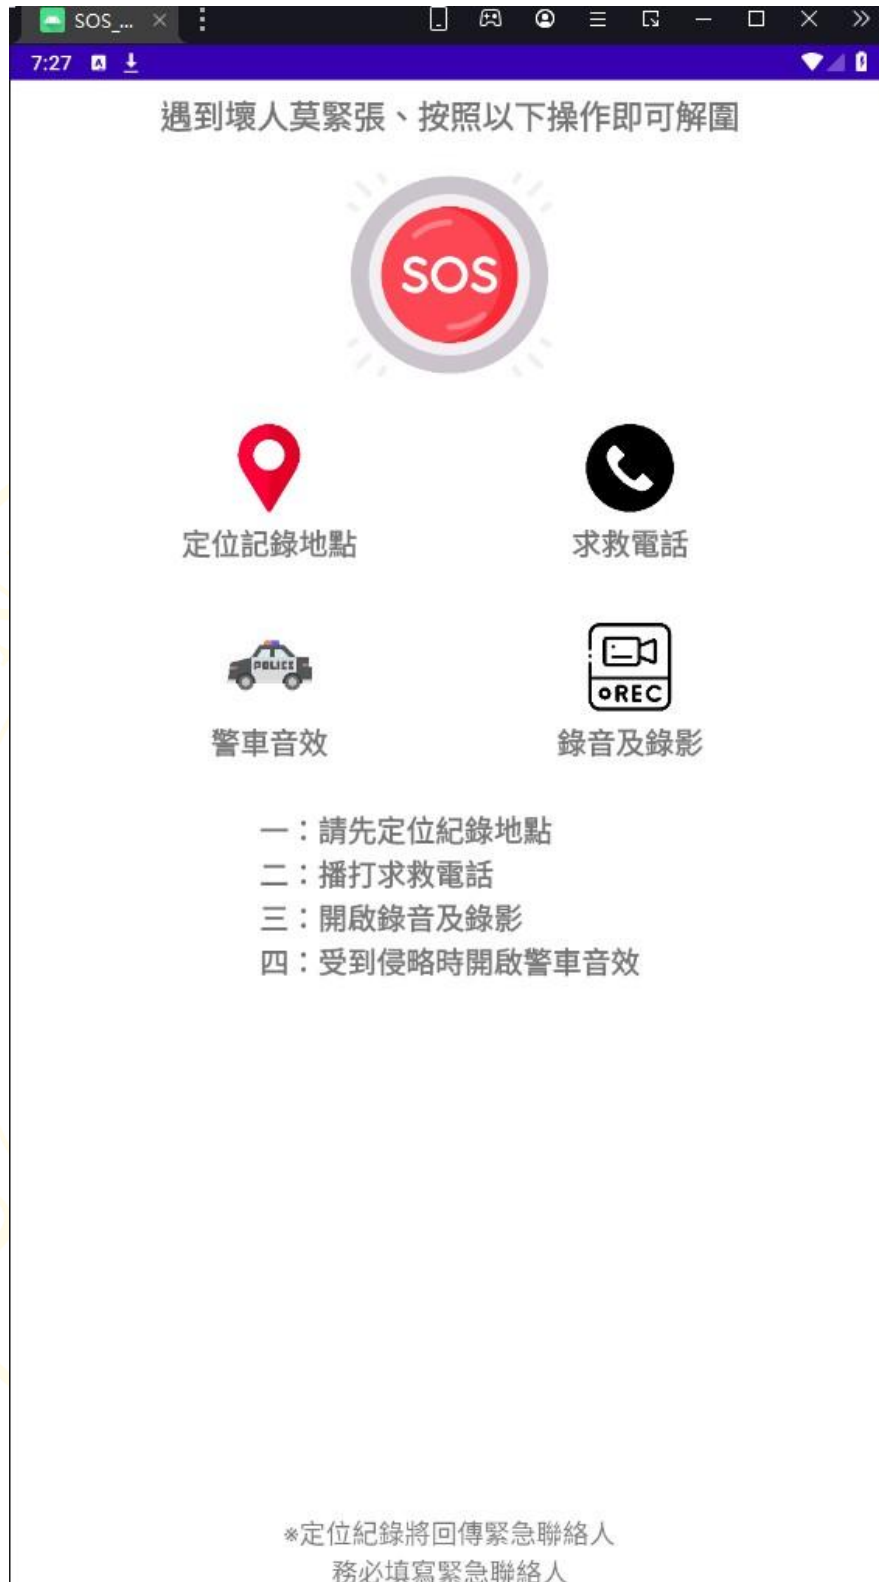 SOS_...
7:27
遇到壞人莫緊張、按照以下操作即可解圍
SOS
定位記錄地點
求救電話
POLICE
REC
警車音效
錄音及錄影
一：請先定位紀錄地點
二：播打求救電話
三：開啟錄音及錄影
四：受到侵略時開啟警車音效
※定位紀錄將回傳緊急聯絡人
務必填寫緊急聯絡人